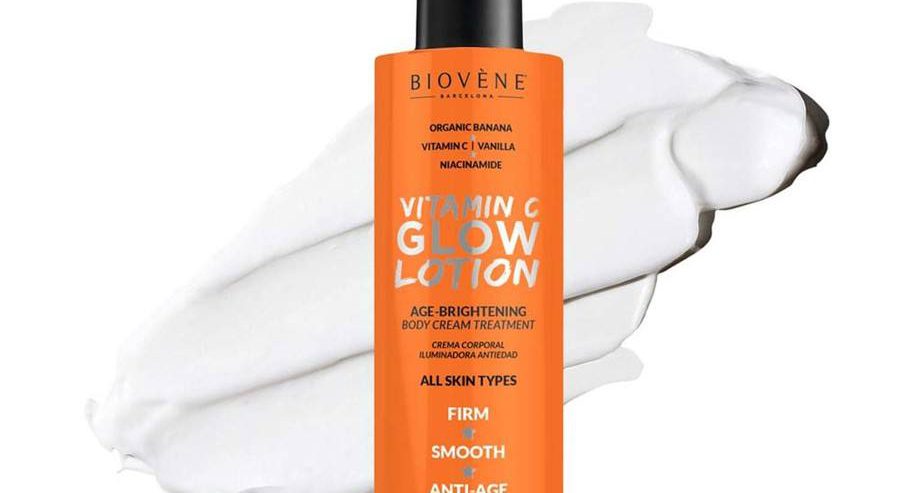 BIOVÈNE
BARCELONA
ORGANIC BANANA
VITAMIN C | VANILLA
NIACINAMIDE
VITAMIN C
GLOW
LOTION
AGE-BRIGHTENING
BODY CREAM TREATMENT
CREMA CORPORAL
ILUMINADORA ANTIEDAD
ALL SKIN TYPES
FIRM
SMOOTH
ANTI-AGE